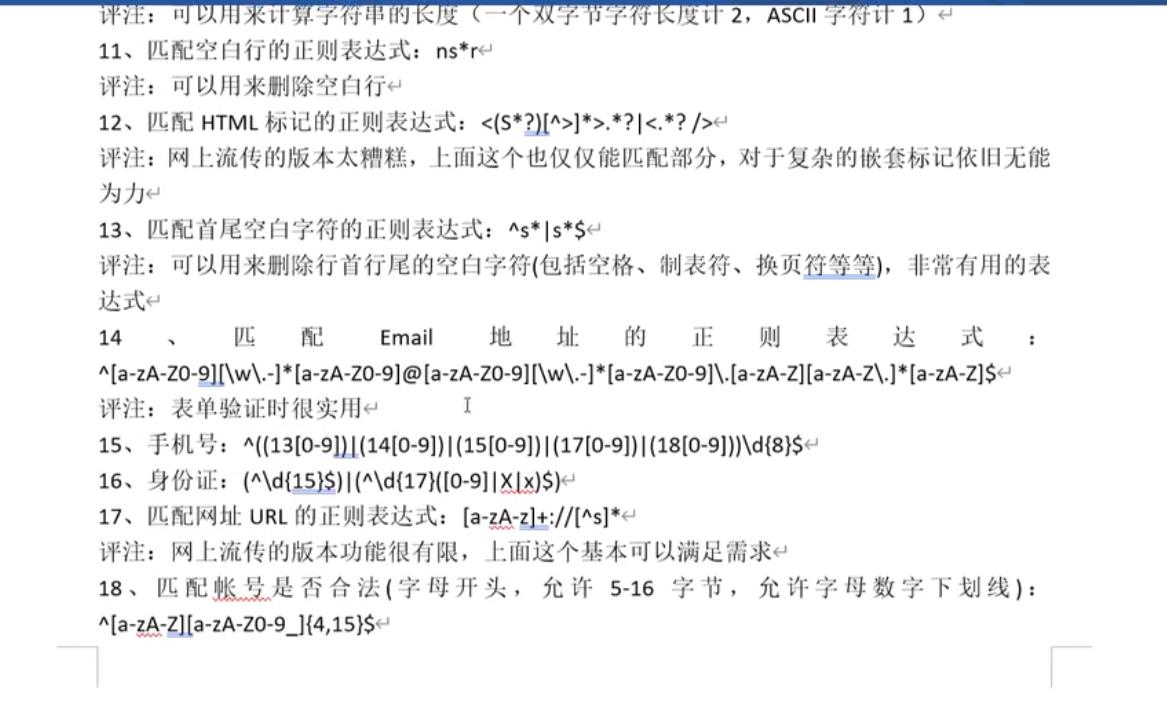 评注：可以用来计算字符串的长度（一个双字节字符长度计 2，ASCII 字符计 1）
11、匹配空白行的正则表达式：ns*r
评注：可以用来删除空白行
12、匹配 HTML 标记的正则表达式：<(S*?)[^>]*>.*?|<.*? />
评注：网上流传的版本太糟糕，上面这个也仅仅能匹配部分，对于复杂的嵌套标记依旧无能
为力
13、匹配首尾空白字符的正则表达式：^s*|s*$
评注：可以用来删除行首行尾的空白字符(包括空格、制表符、换页符等等)，非常有用的表
达式
14、匹配 Email 地址的正则表达式：
^[a-zA-Z0-9][\w\.-]*[a-zA-Z0-9]@[a-zA-Z0-9][\w\.-]*[a-zA-Z0-9]\.[a-zA-Z][a-zA-Z\.]*[a-zA-Z]$
评注：表单验证时很实用
15、手机号：^((13[0-9])|(14[0-9])|(15[0-9])|(17[0-9])|(18[0-9]))\d{8}$
16、身份证：(^\d{15}$)|(^\d{17}([0-9]|X|x)$)
17、匹配网址 URL 的正则表达式：[a-zA-z]+://[^s]*
评注：网上流传的版本功能很有限，上面这个基本可以满足需求
18、匹配帐号是否合法(字母开头，允许 5-16 字节，允许字母数字下划线)：
^[a-zA-Z][a-zA-Z0-9_]{4,15}$